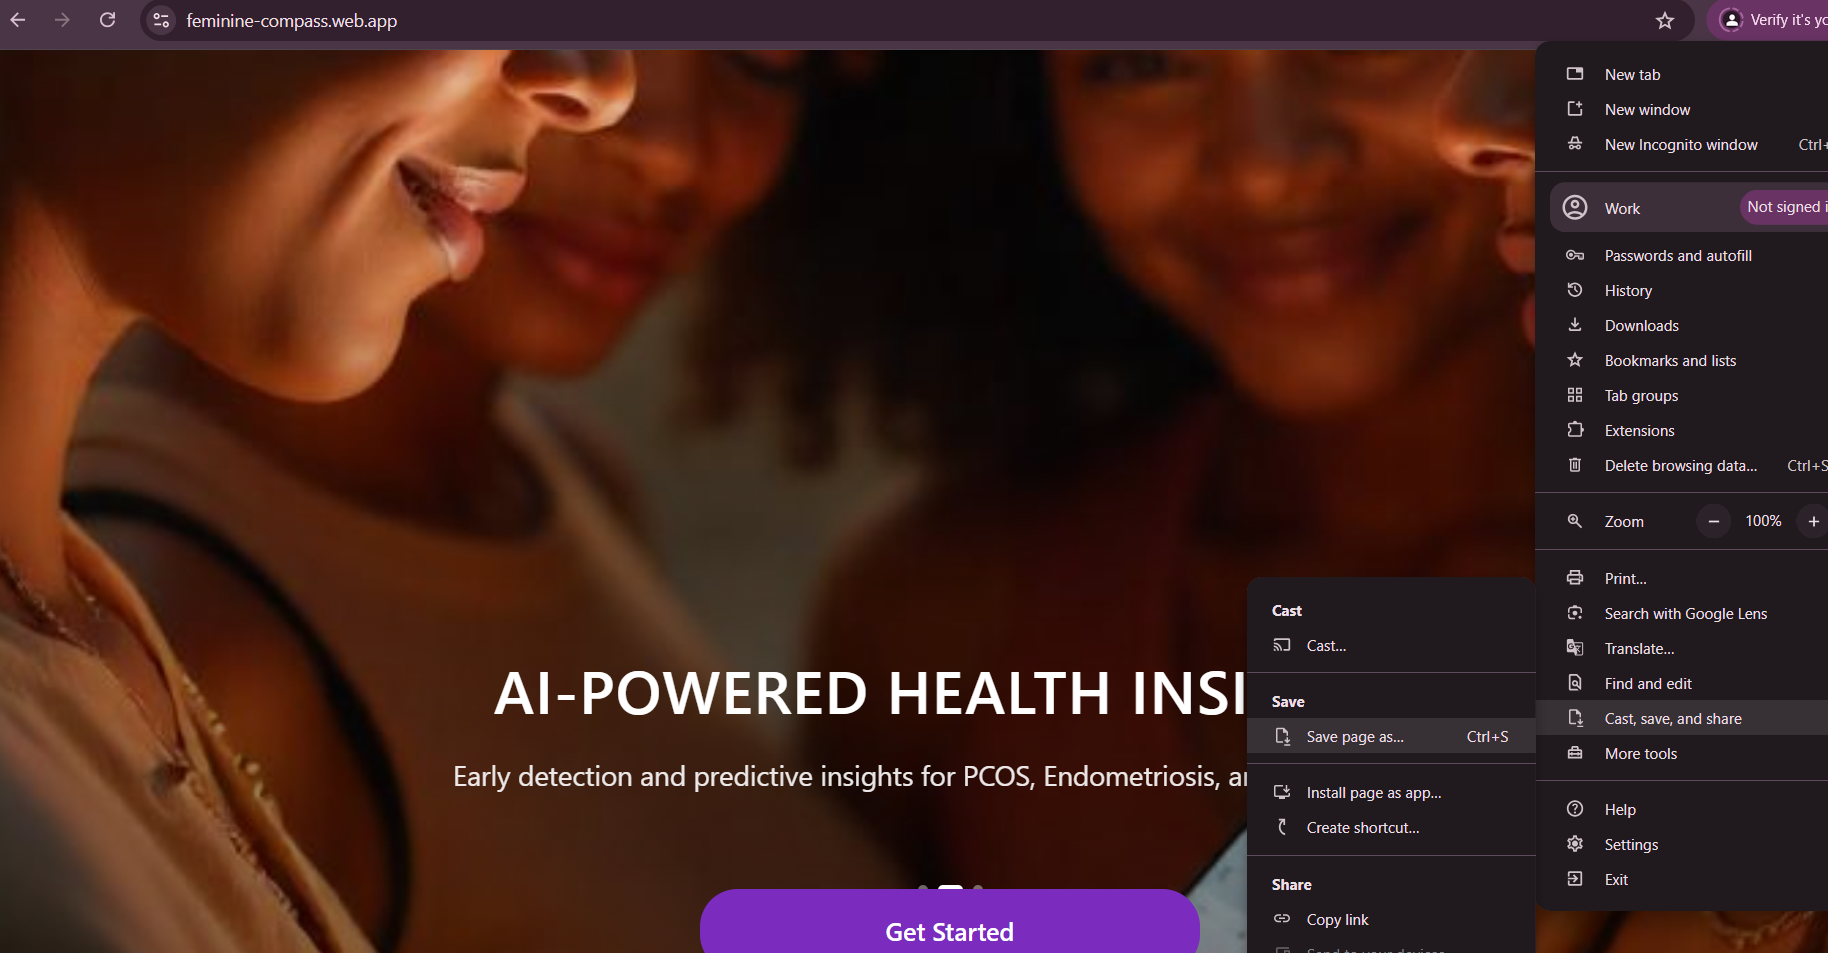 feminine-compass.web.app
Verify it's yo
New tab
New window
New Incognito window Ctrl+
Work Not signed i
Passwords and autofill
History
Downloads
Bookmarks and lists
Tab groups
Extensions
Delete browsing data... Ctrl+S
Zoom − 100% +
Print...
Search with Google Lens
Translate...
Find and edit
Cast, save, and share
More tools
Help
Settings
Exit
Cast
Cast...
Save
Save page as... Ctrl+S
Install page as app...
Create shortcut...
Share
Copy link
Send to your devices
AI-POWERED HEALTH INSI
Early detection and predictive insights for PCOS, Endometriosis, ar
Get Started